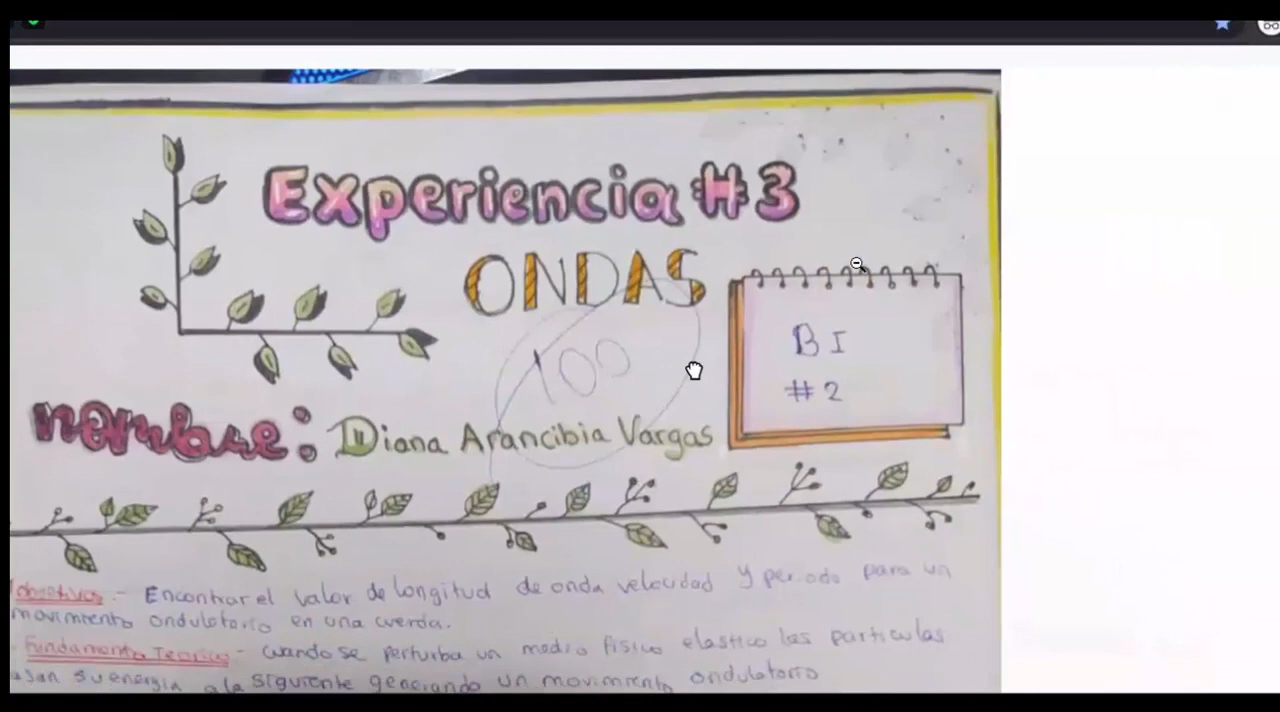 Experiencia #3
ONDAS
100
BI
#2
nombre: Diana Arancibia Vargas
Objetivos.- Encontrar el valor de longitud de onda velocidad y periodo para un
movimiento ondulatorio en una cuerda.
Fundamento Teorico - cuando se perturba un medio fisico elastico las particulas
su energia a la siguiente generando un movimiento ondulatorio